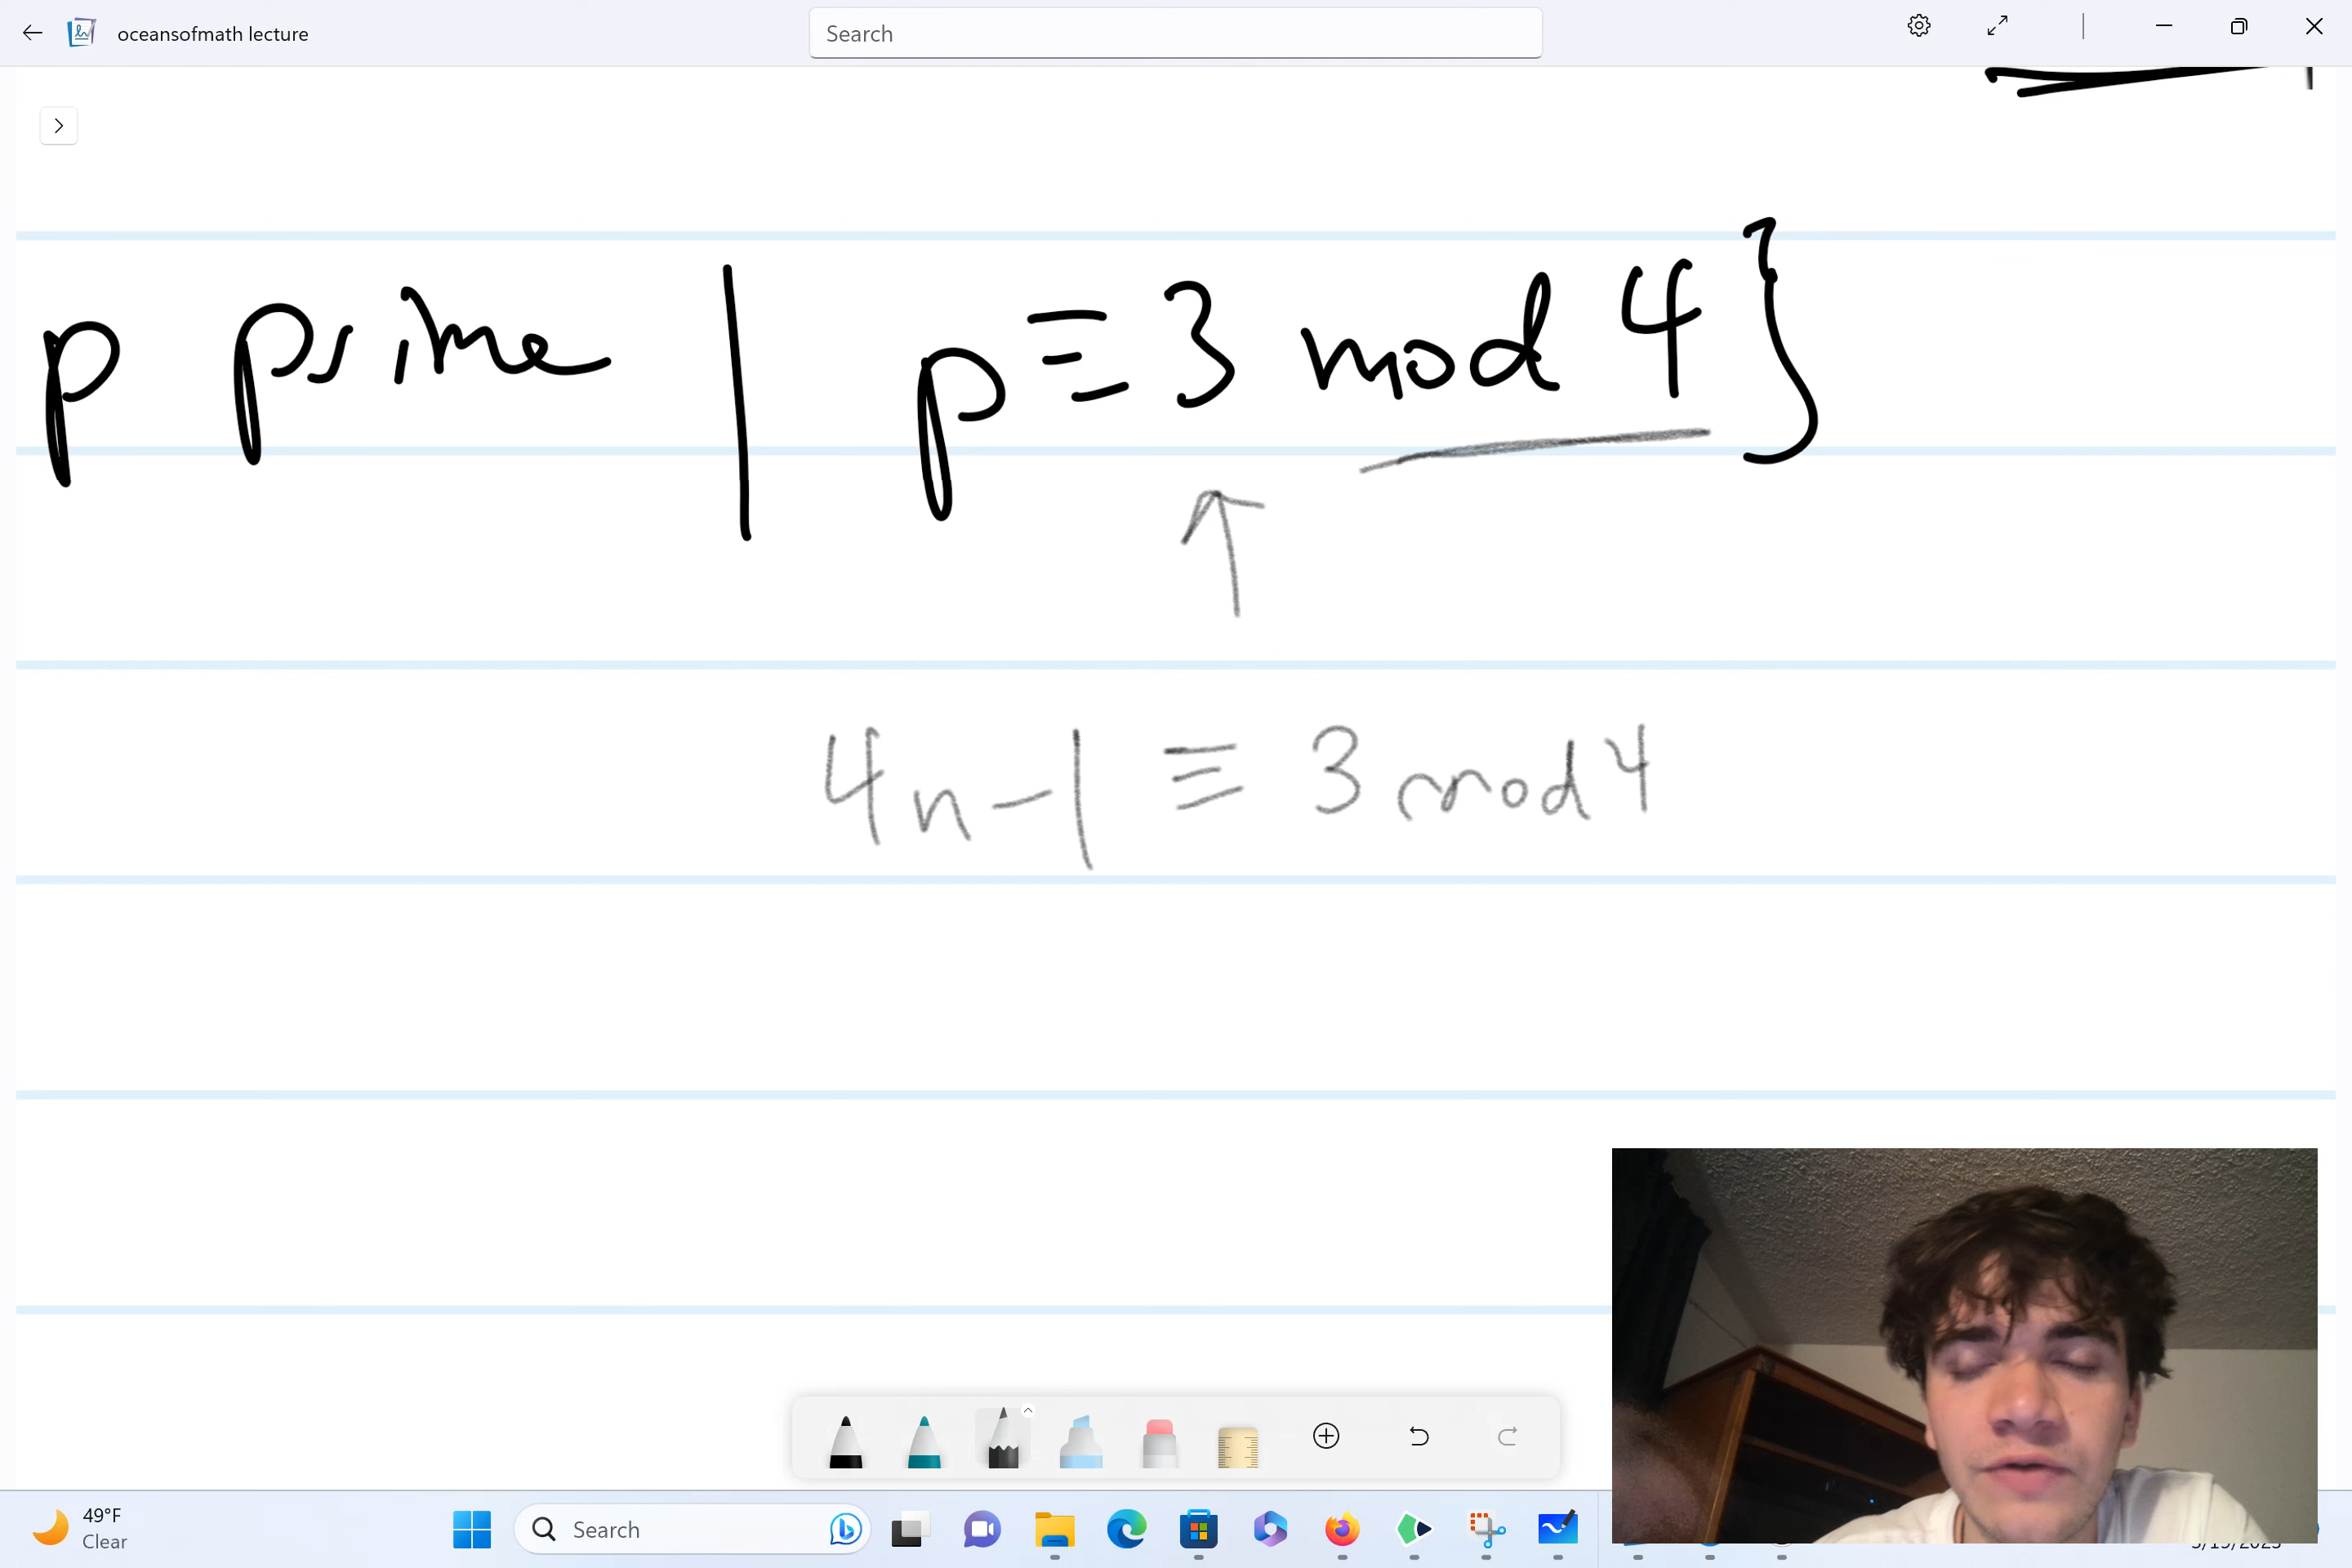 oceansofmath lecture
Search
p prime | p ≡ 3 mod 4}
4n-1 ≡ 3 mod 4
49°F
Clear
Search